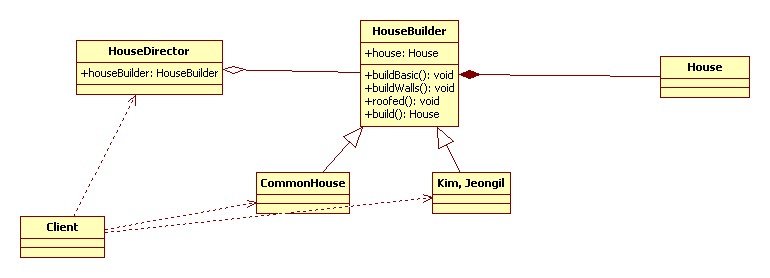 HouseBuilder
+house: House
+buildBasic(): void
+buildWalls(): void
+roofed(): void
+build(): House
HouseDirector
+houseBuilder: HouseBuilder
House
CommonHouse
Kim, Jeongil
Client